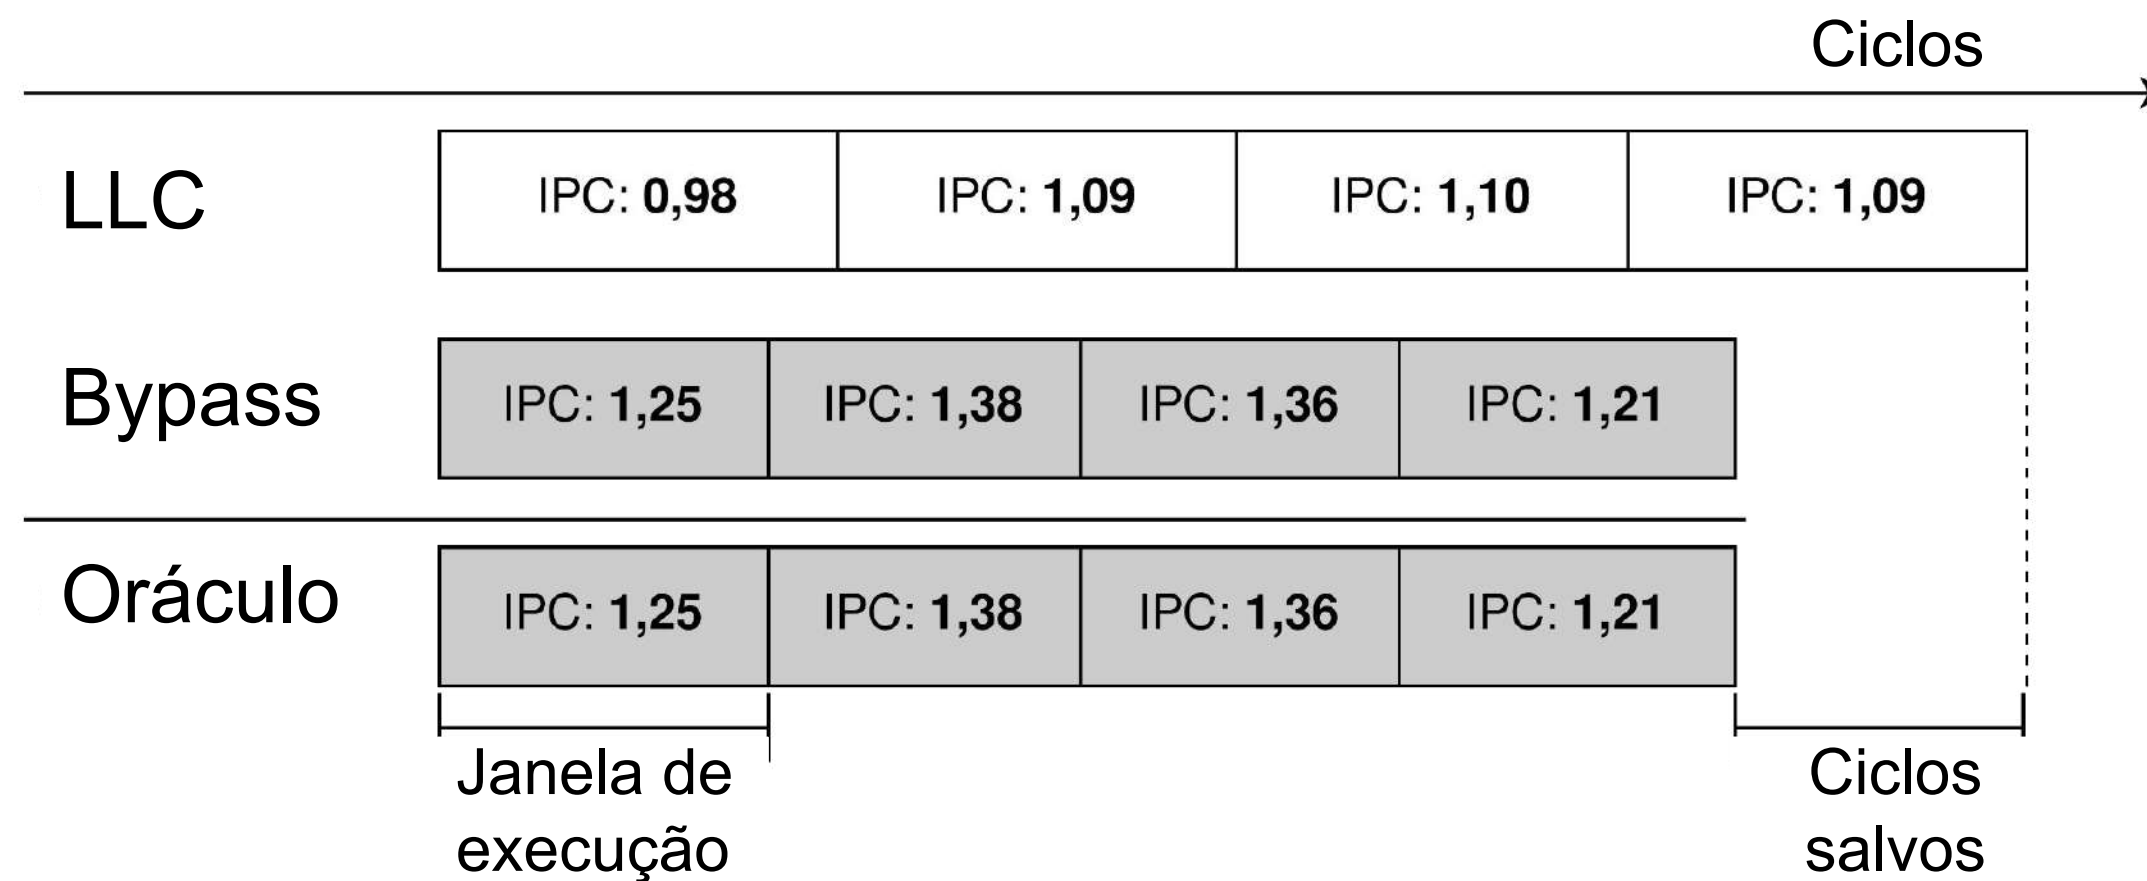 Ciclos
LLC
IPC: 0,98
IPC: 1,09
IPC: 1,10
IPC: 1,09
Bypass
IPC: 1,25
IPC: 1,38
IPC: 1,36
IPC: 1,21
Oráculo
IPC: 1,25
IPC: 1,38
IPC: 1,36
IPC: 1,21
Janela de
execução
Ciclos
salvos